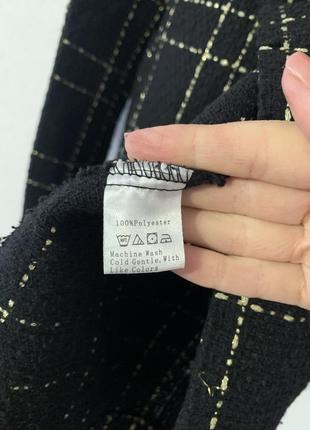 100%Polyester
Machine Wash
Cold Gentle, With
Like Colors